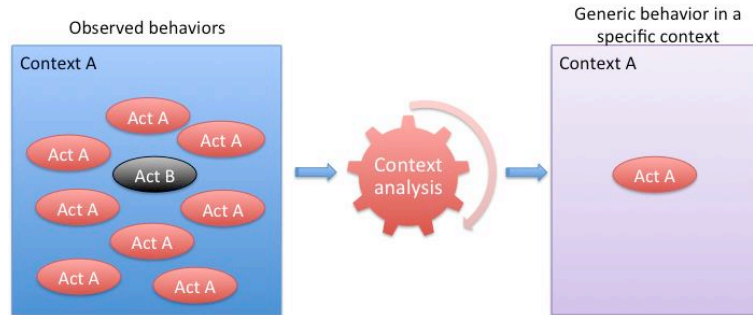 Observed behaviors
Context A
Act A
Act A
Act A
Act B
Act A
Act A
Act A
Act A
Act A
Context
analysis
Generic behavior in a
specific context
Context A
Act A